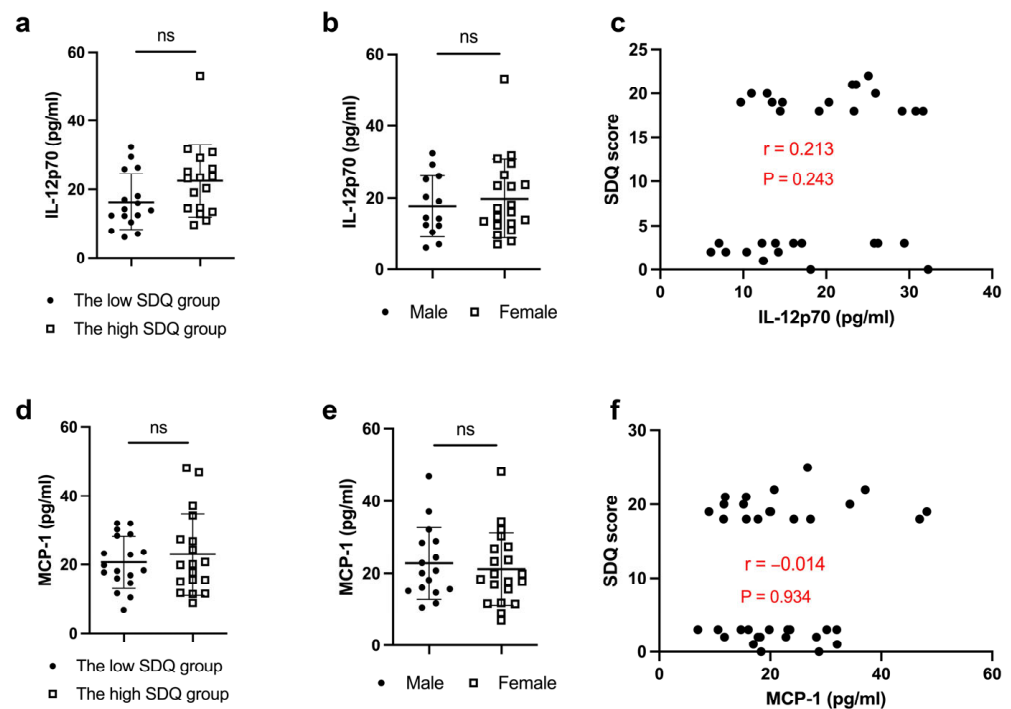 a
ns
IL-12p70 (pg/ml)
60
40
20
0
The low SDQ group
The high SDQ group
b
ns
IL-12p70 (pg/ml)
60
40
20
0
Male Female
c
SDQ score
25
20
15
10
5
0
r = 0.213
P = 0.243
0 10 20 30 40
IL-12p70 (pg/ml)
d
ns
MCP-1 (pg/ml)
60
40
20
0
The low SDQ group
The high SDQ group
e
ns
MCP-1 (pg/ml)
60
40
20
0
Male Female
f
SDQ score
30
20
10
0
r = −0.014
P = 0.934
0 20 40 60
MCP-1 (pg/ml)